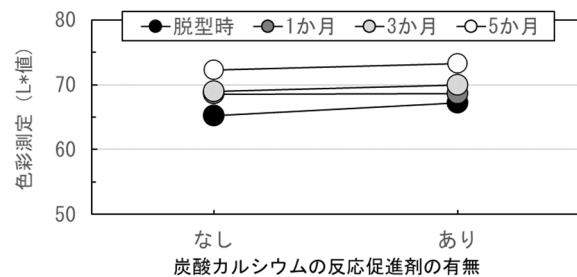 80
脱型時 1か月 3か月 5か月
70
60
50
色彩測定（L*値）
なし あり
炭酸カルシウムの反応促進剤の有無